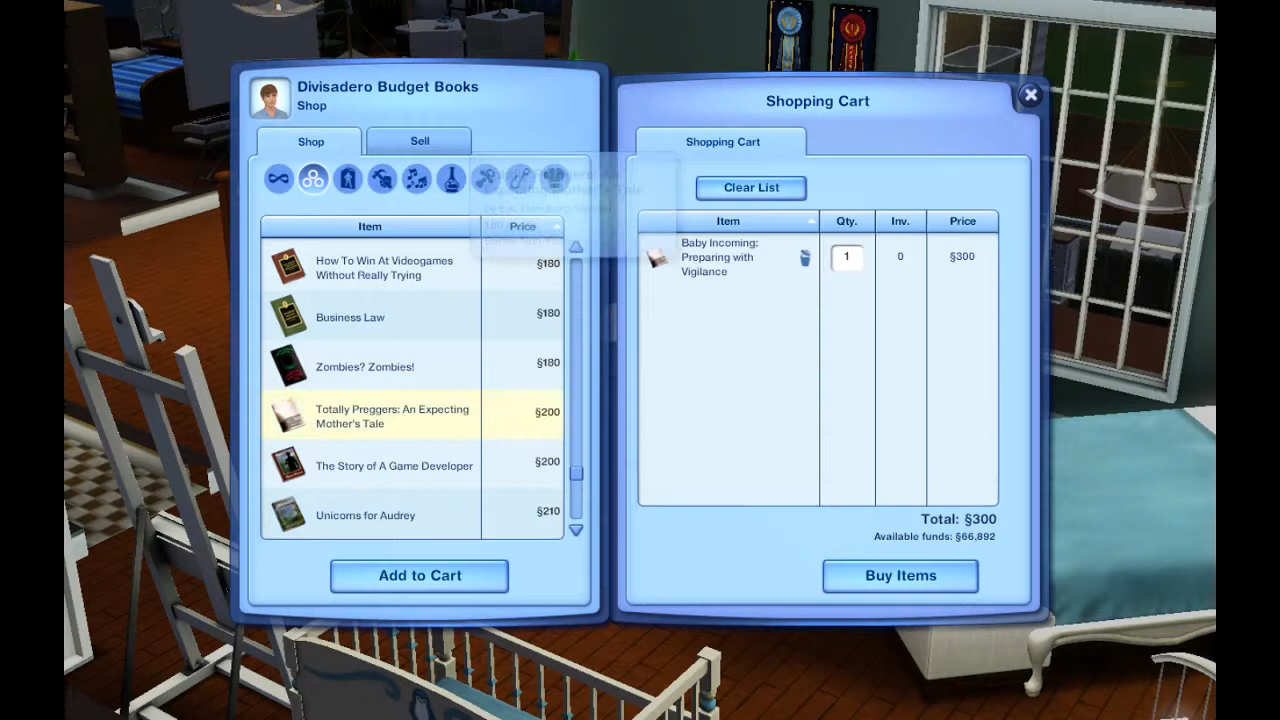 Divisadero Budget Books
Shop
Shop
Sell
Item
Price
How To Win At Videogames
Without Really Trying
§180
Business Law
§180
Zombies? Zombies!
§180
Totally Preggers: An Expecting
Mother's Tale
§200
The Story of A Game Developer
§200
Unicorns for Audrey
§210
Add to Cart
Shopping Cart
Shopping Cart
Clear List
Item
Qty.
Inv.
Price
Baby Incoming:
Preparing with
Vigilance
1
0
§300
Total: §300
Available funds: §66,892
Buy Items